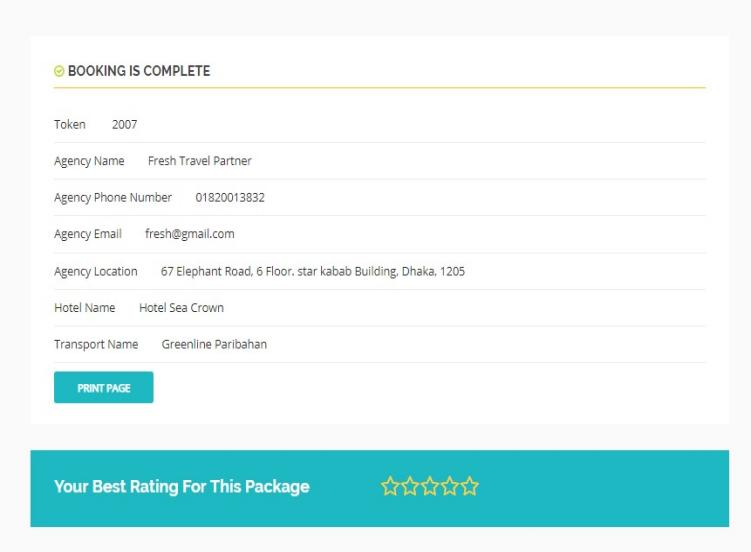 BOOKING IS COMPLETE
Token 2007
Agency Name Fresh Travel Partner
Agency Phone Number 01820013832
Agency Email fresh@gmail.com
Agency Location 67 Elephant Road, 6 Floor. star kabab Building, Dhaka, 1205
Hotel Name Hotel Sea Crown
Transport Name Greenline Paribahan
PRINT PAGE
Your Best Rating For This Package